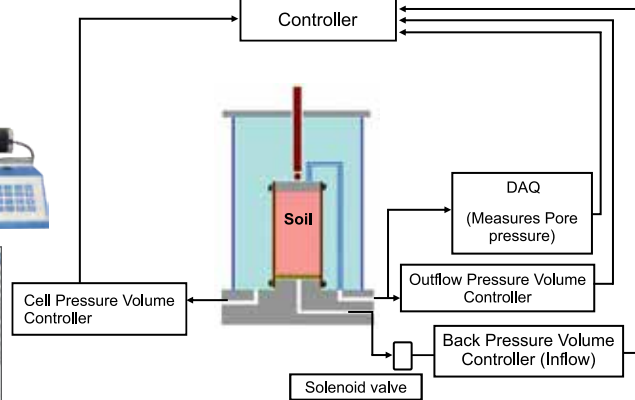 Controller
Soil
DAQ
(Measures Pore
pressure)
Outflow Pressure Volume
Controller
Cell Pressure Volume
Controller
Back Pressure Volume
Controller (Inflow)
Solenoid valve